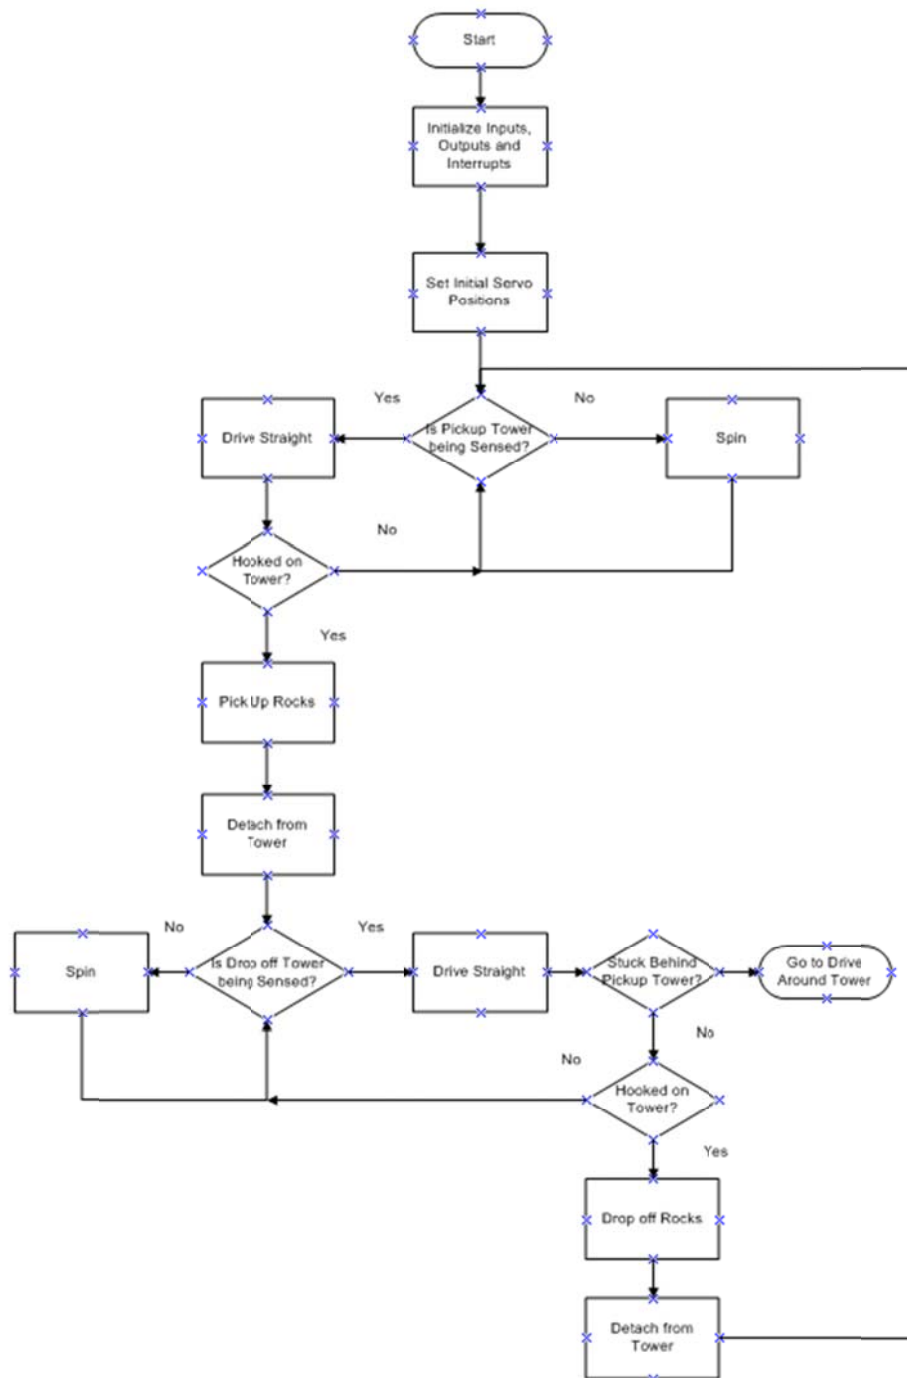 Start
Initialize Inputs,
Outputs and
Interrupts
Set Initial Servo
Positions
Yes
No
Drive Straight
Is Pickup Tower
being Sensed?
Spin
No
Hooked on
Tower?
Yes
Pick Up Rocks
Detach from
Tower
No
Yes
Spin
Is Drop off Tower
being Sensed?
Drive Straight
Stuck Behind
Pickup Tower?
Go to Drive
Around Tower
No
No
Hooked on
Tower?
Yes
Drop off Rocks
Detach from
Tower